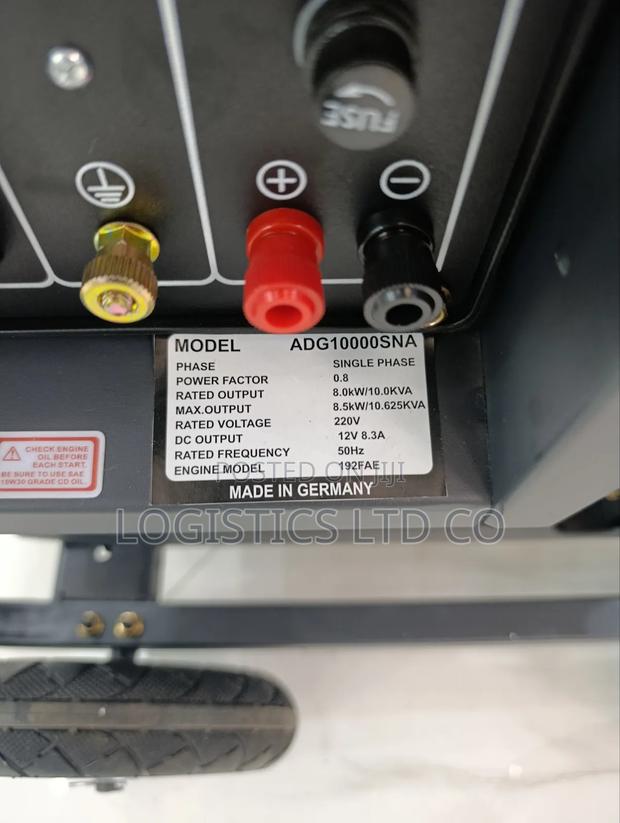 FUSE
MODEL ADG10000SNA
PHASE SINGLE PHASE
POWER FACTOR 0.8
RATED OUTPUT 8.0kW/10.0KVA
MAX.OUTPUT 8.5kW/10.625KVA
RATED VOLTAGE 220V
DC OUTPUT 12V 8.3A
RATED FREQUENCY 50Hz
ENGINE MODEL 192FAE
MADE IN GERMANY
CHECK ENGINE
OIL BEFORE
EACH START.
BE SURE TO USE SAE
10W30 GRADE CD OIL.
POSTED ON JIJI
LOGISTICS LTD CO